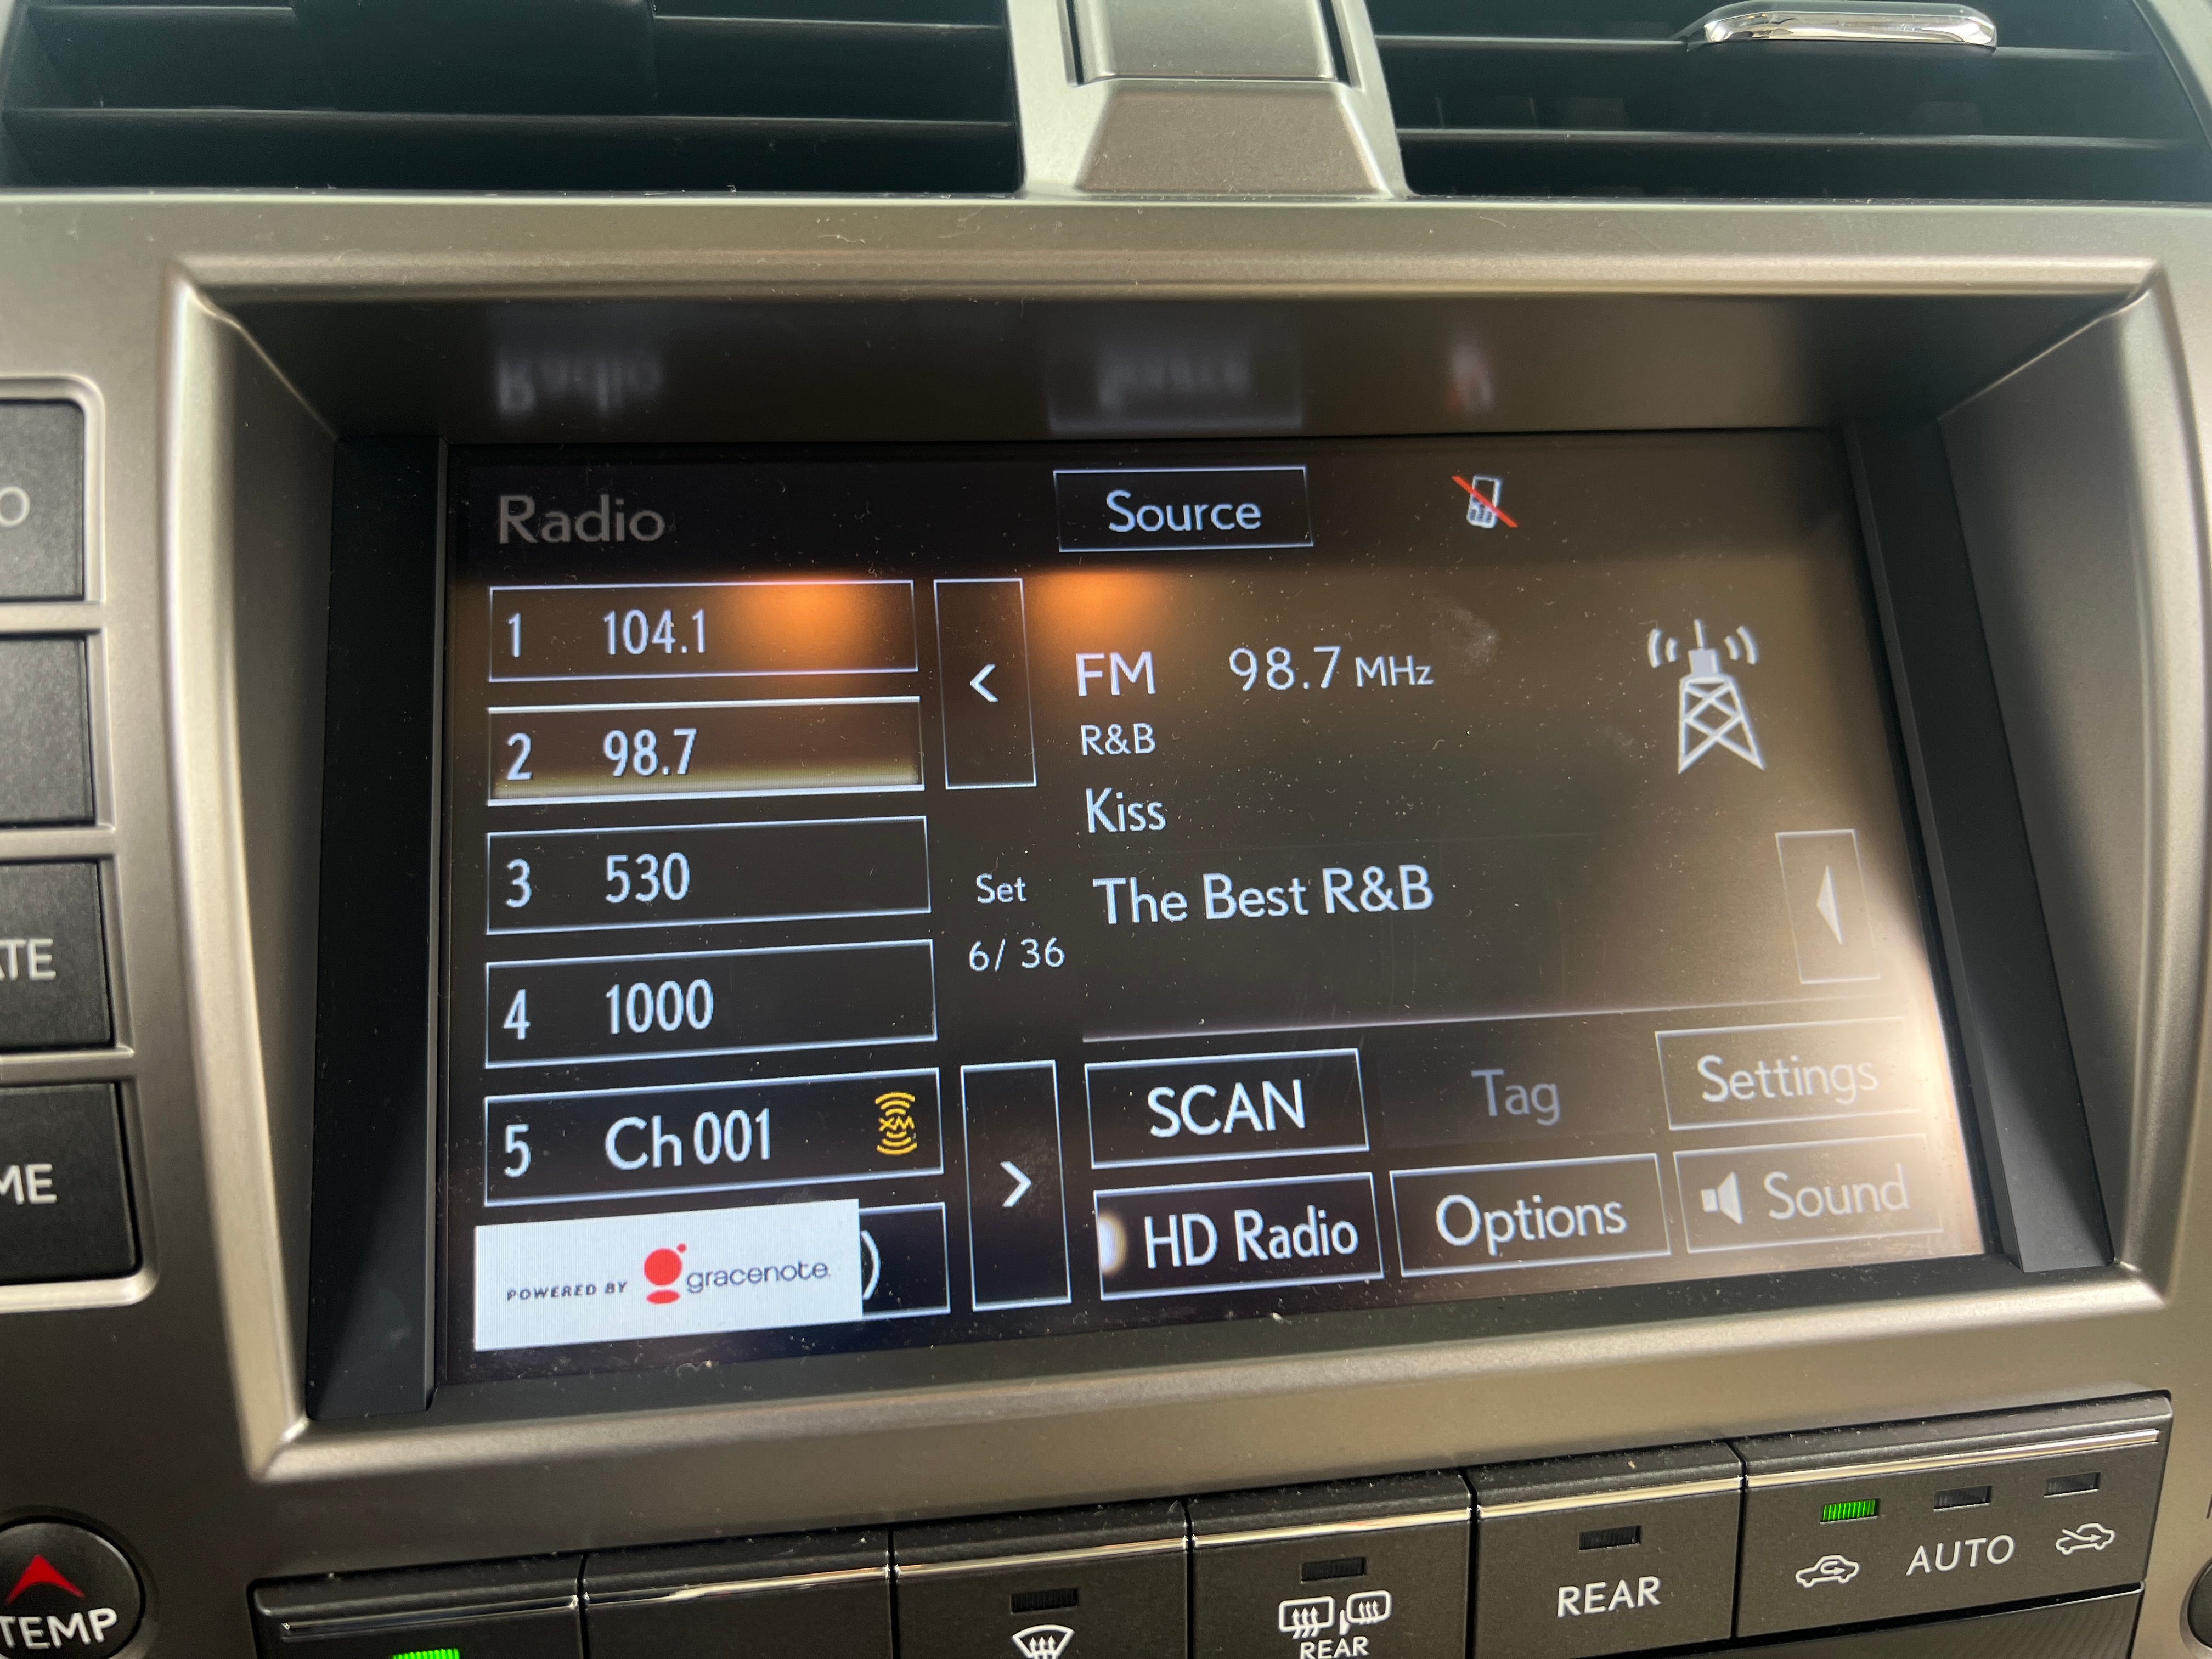 Radio
Source
1 104.1
2 98.7
3 530
4 1000
5 Ch 001
XM
)
<
Set
6/ 36
>
FM 98.7 MHz
R&B
Kiss
The Best R&B
SCAN
Tag
Settings
HD Radio
Options
Sound
POWERED BY gracenote
TEMP
REAR
REAR
AUTO